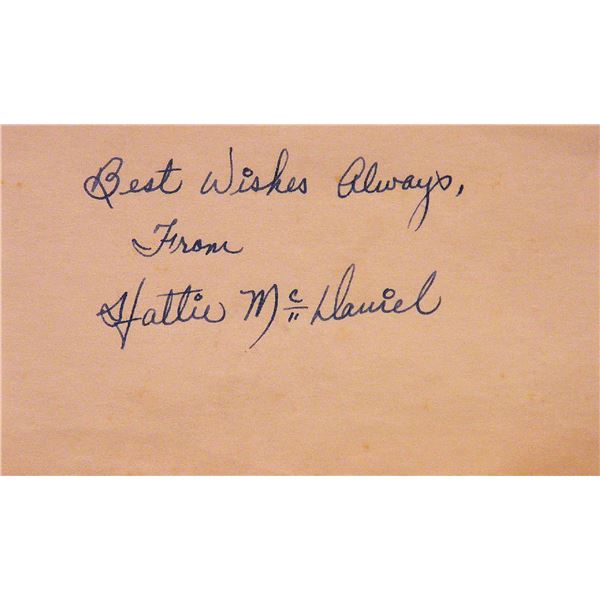 Best Wishes Always,
From
Hattie McDaniel